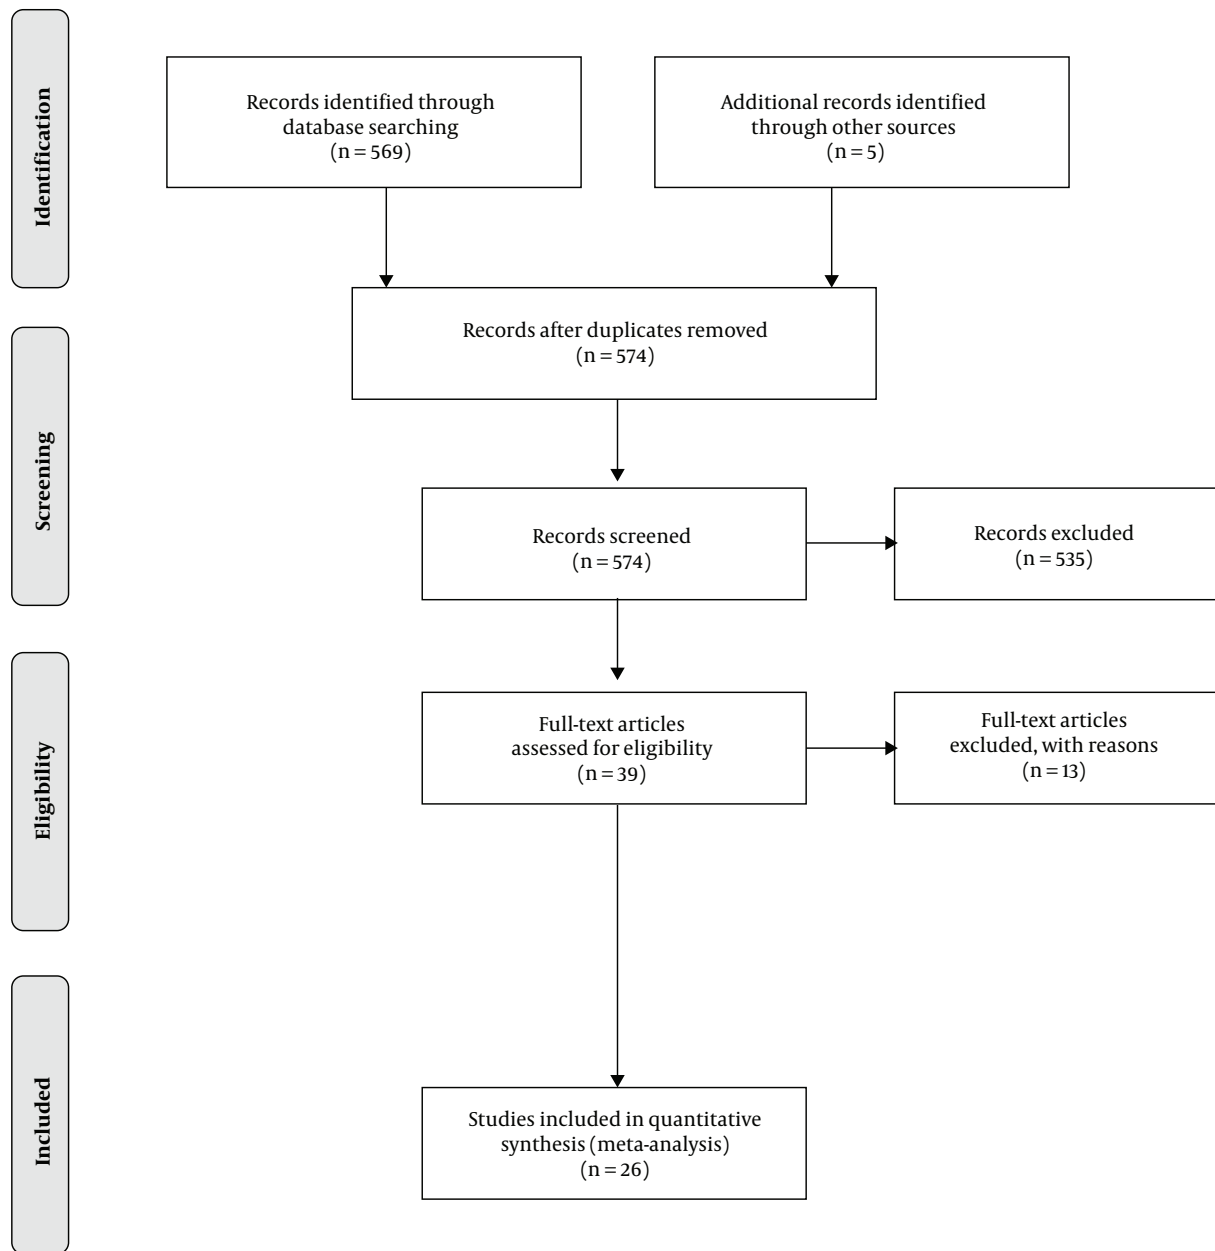 Identification
Records identified through
database searching
(n = 569)
Additional records identified
through other sources
(n = 5)
Records after duplicates removed
(n = 574)
Screening
Records screened
(n = 574)
Records excluded
(n = 535)
Eligibility
Full-text articles
assessed for eligibility
(n = 39)
Full-text articles
excluded, with reasons
(n = 13)
Included
Studies included in quantitative
synthesis (meta-analysis)
(n = 26)